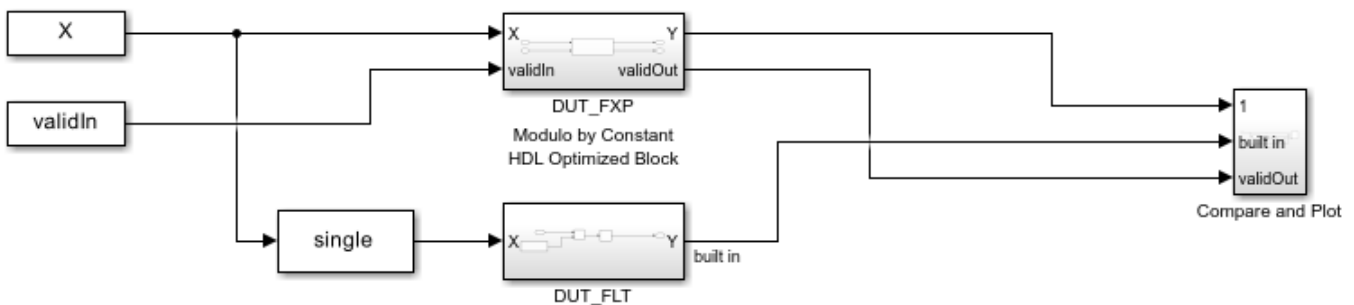 X
validIn
X
Y
validIn
validOut
DUT_FXP
Modulo by Constant
HDL Optimized Block
single
X
Y
built in
DUT_FLT
1
built in
validOut
Compare and Plot